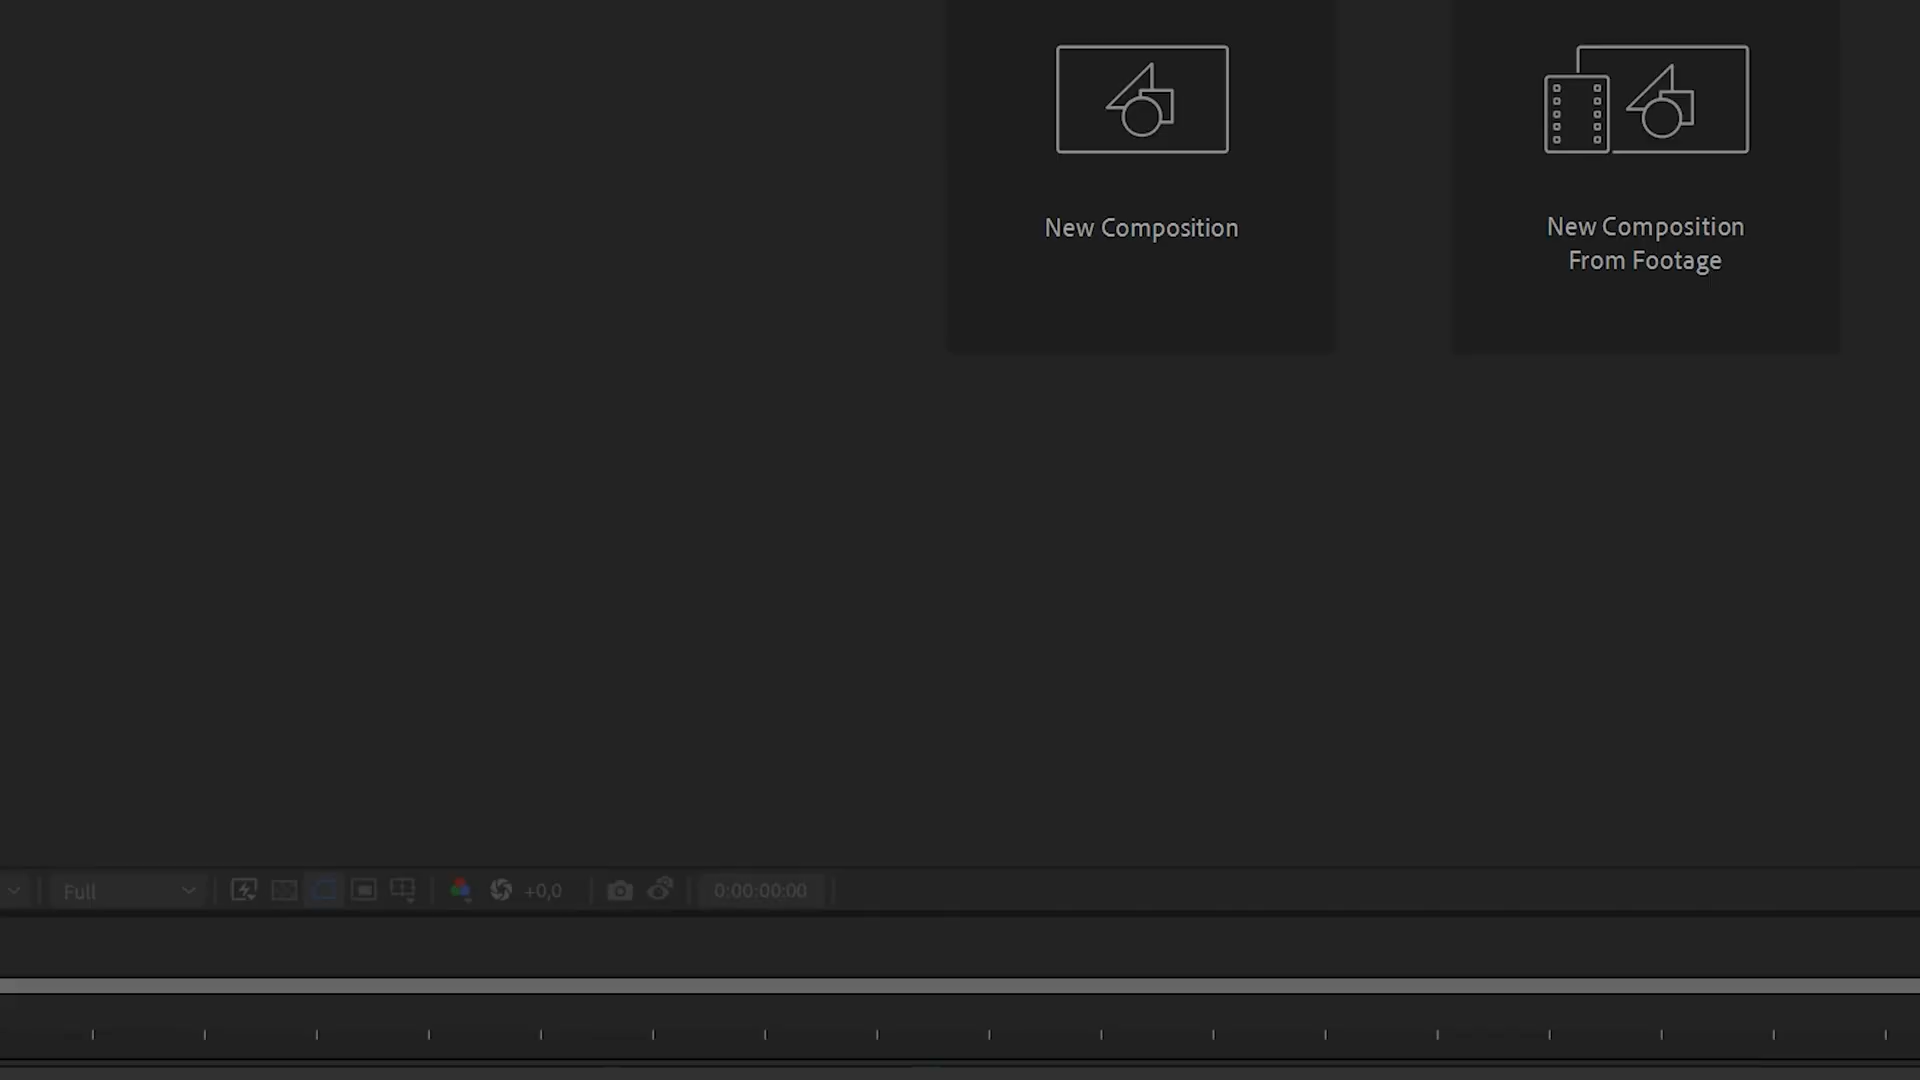 New Composition
New Composition
From Footage
Full
+0,0
0:00:00:00